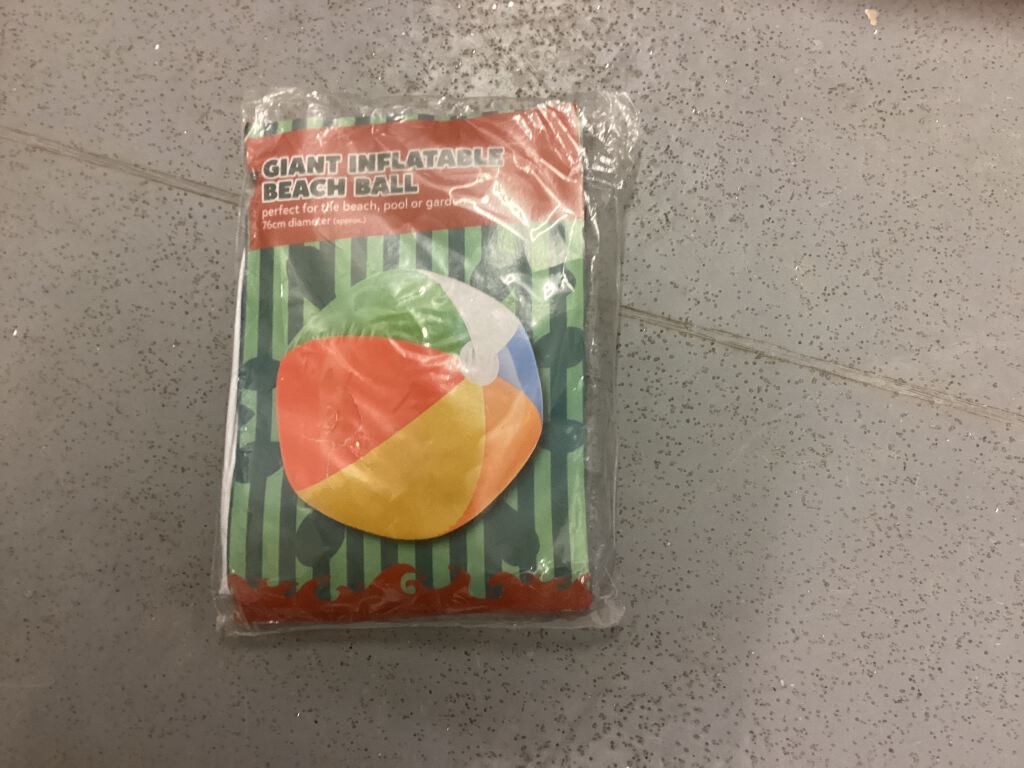 GIANT INFLATABLE
BEACH BALL
perfect for the beach, pool or garden
76cm diameter (approx.)